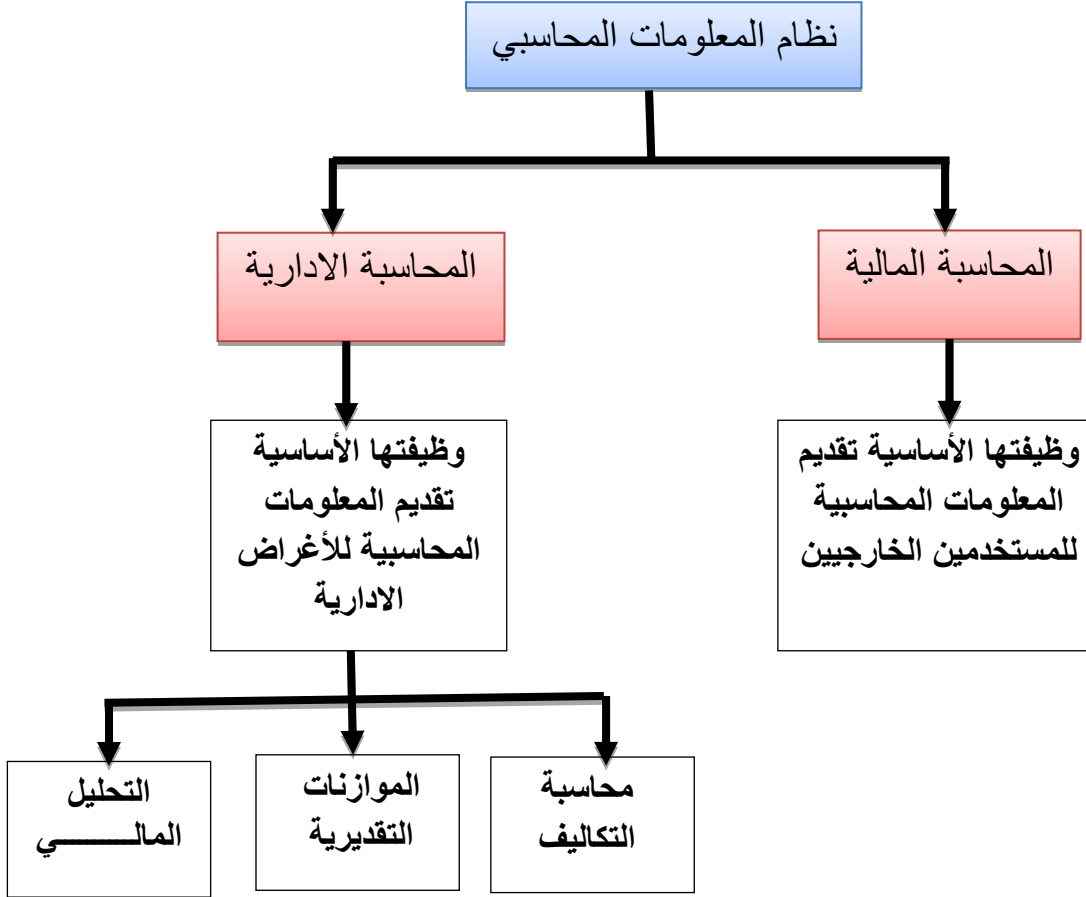 نظام المعلومات المحاسبي
المحاسبة المالية
المحاسبة الادارية
وظيفتها الأساسية تقديم
المعلومات المحاسبية
للمستخدمين الخارجيين
وظيفتها الأساسية
تقديم المعلومات
المحاسبية للأغراض
الادارية
محاسبة
التكاليف
الموازنات
التقديرية
التحليل
المالـــــــــــي